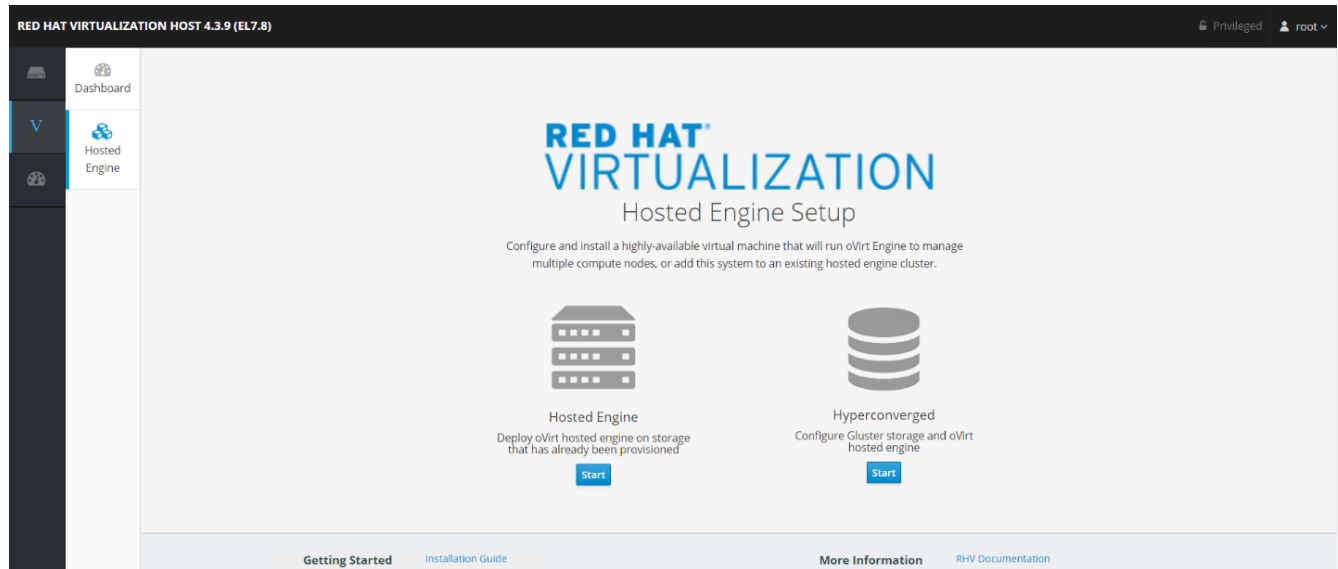 RED HAT VIRTUALIZATION HOST 4.3.9 (EL7.8)
Privileged
root
Dashboard
V
Hosted
Engine
RED HAT®
VIRTUALIZATION
Hosted Engine Setup
Configure and install a highly-available virtual machine that will run oVirt Engine to manage
multiple compute nodes, or add this system to an existing hosted engine cluster.
Hosted Engine
Deploy oVirt hosted engine on storage
that has already been provisioned
Start
Hyperconverged
Configure Gluster storage and oVirt
hosted engine
Start
Getting Started
Installation Guide
More Information
RHV Documentation